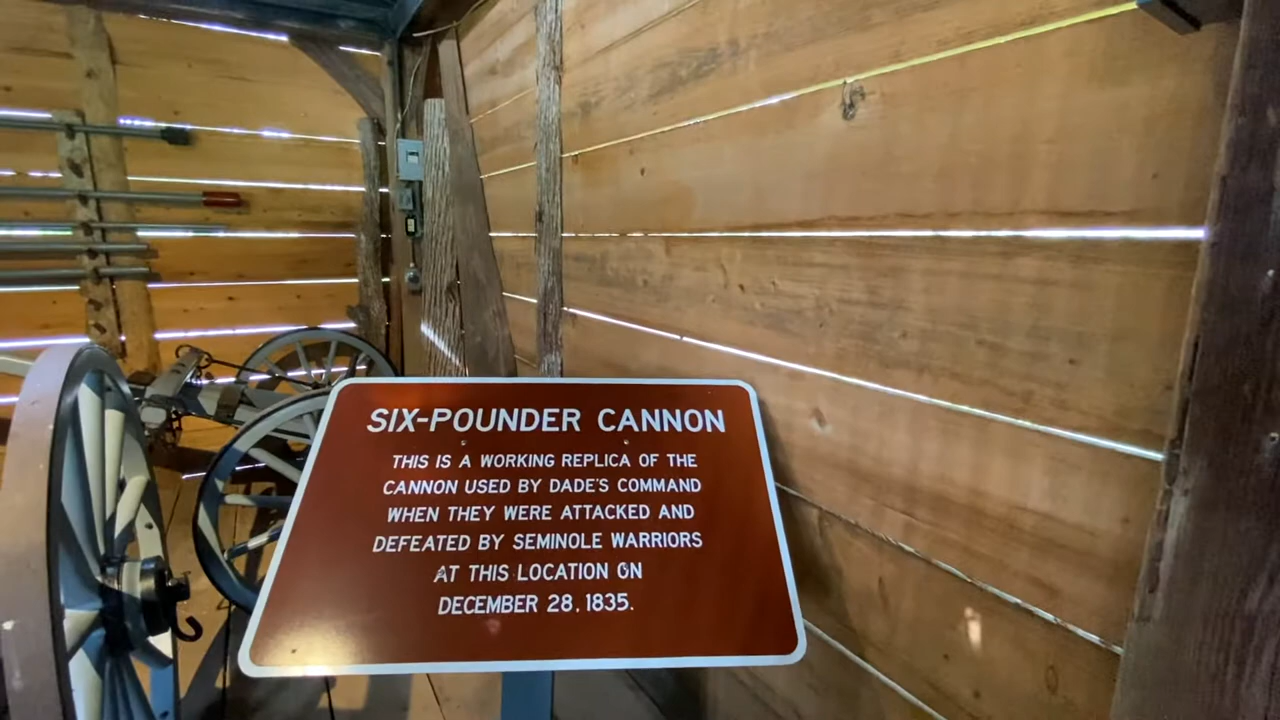 SIX-POUNDER CANNON
THIS IS A WORKING REPLICA OF THE
CANNON USED BY DADE'S COMMAND
WHEN THEY WERE ATTACKED AND
DEFEATED BY SEMINOLE WARRIORS
AT THIS LOCATION ON
DECEMBER 28, 1835.